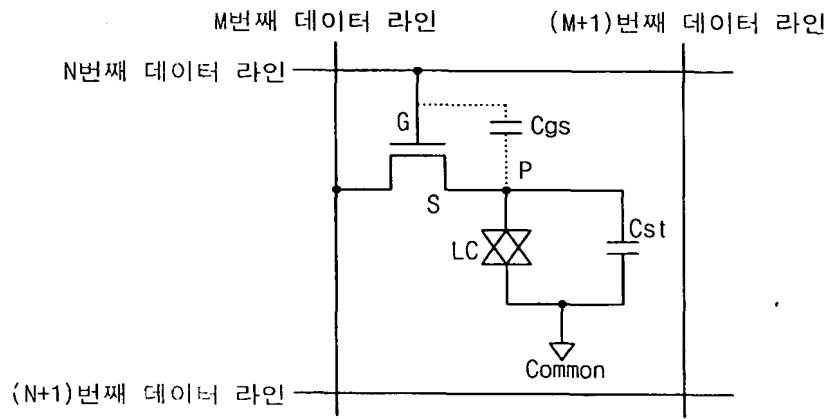 M번째 데이터 라인
(M+1)번째 데이터 라인
N번째 데이터 라인
G
Cgs
P
S
LC
Cst
Common
(N+1)번째 데이터 라인